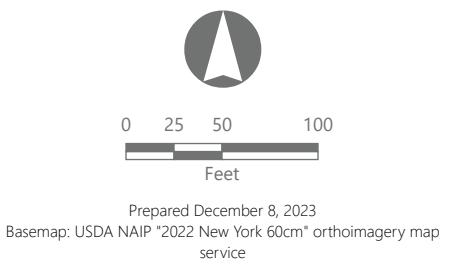 0 25 50 100
Feet
Prepared December 8, 2023
Basemap: USDA NAIP "2022 New York 60cm" orthoimagery map
service